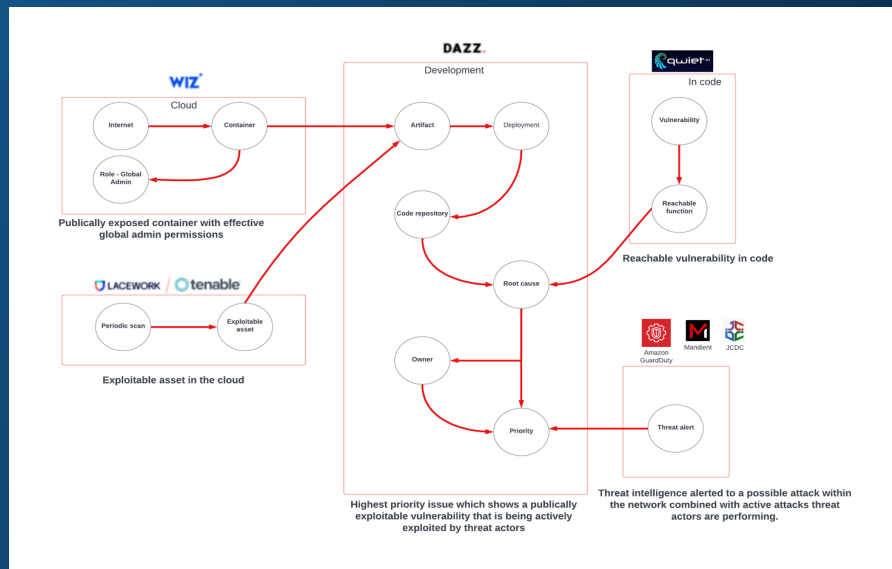 DAZZ.
Development
WIZ
Cloud
Internet
Container
Role - Global
Admin
Publically exposed container with effective
global admin permissions
LACEWORK / tenable
Periodic scan
Exploitable
asset
Exploitable asset in the cloud
Artifact
Deployment
Code repository
Root cause
Owner
Priority
Highest priority issue which shows a publically
exploitable vulnerability that is being actively
exploited by threat actors
qwiet AI
In code
Vulnerability
Reachable
function
Reachable vulnerability in code
Amazon
GuardDuty
Mandient
JCDC
Threat alert
Threat intelligence alerted to a possible attack within
the network combined with active attacks threat
actors are performing.